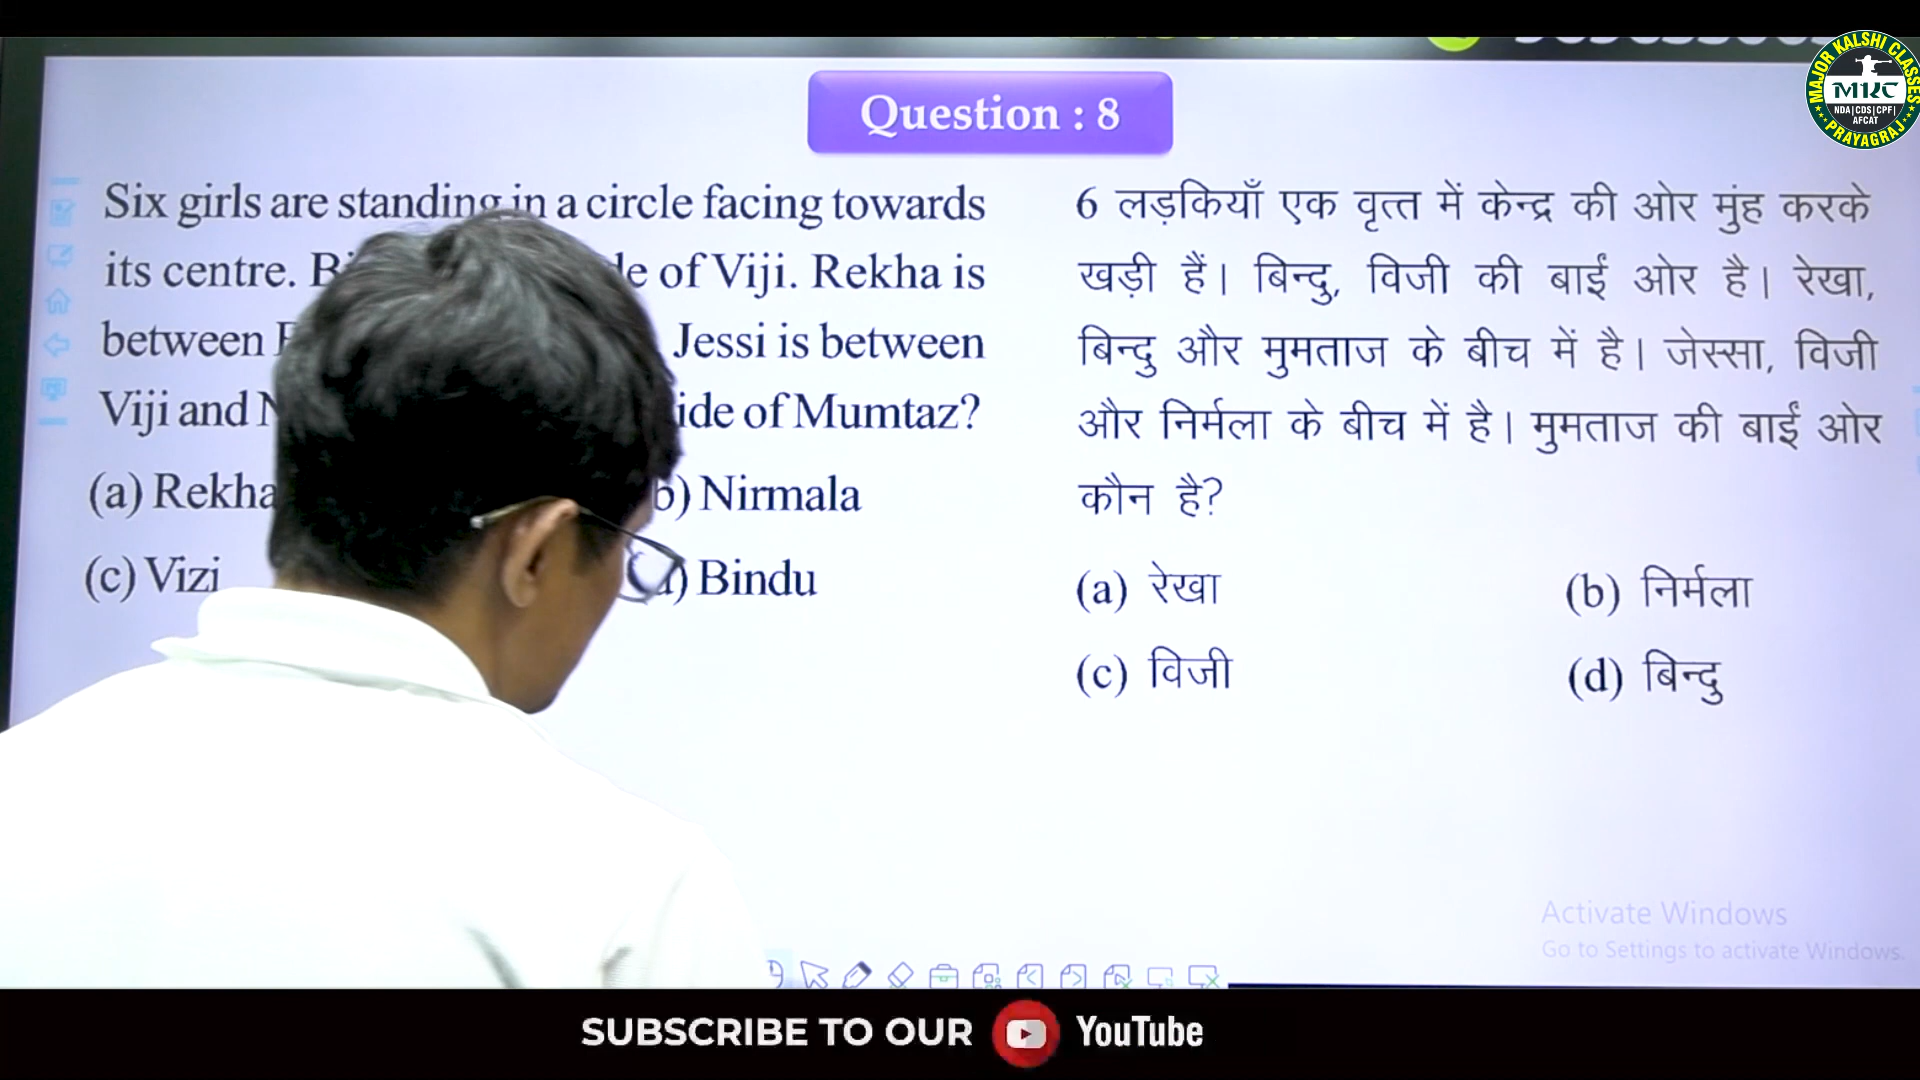 Question : 8
Six girls are standing in a circle facing towards
its centre. of Viji. Rekha is
between Jessi is between
Viji and of Mumtaz?
(a) Rekha (b) Nirmala
(c) Vizi (d) Bindu
6 लड़कियाँ एक वृत्त में केन्द्र की ओर मुंह करके
खड़ी हैं। बिन्दु, विजी की बाईं ओर है। रेखा,
बिन्दु और मुमताज के बीच में है। जेस्सा, विजी
और निर्मला के बीच में है। मुमताज की बाईं ओर
कौन है?
(a) रेखा (b) निर्मला
(c) विजी (d) बिन्दु
MAJOR KALSHI CLASSES
MKC
NDA|CDS|CPF|
AFCAT
PRAYAGRAJ
Activate Windows
Go to Settings to activate Windows.
SUBSCRIBE TO OUR YouTube